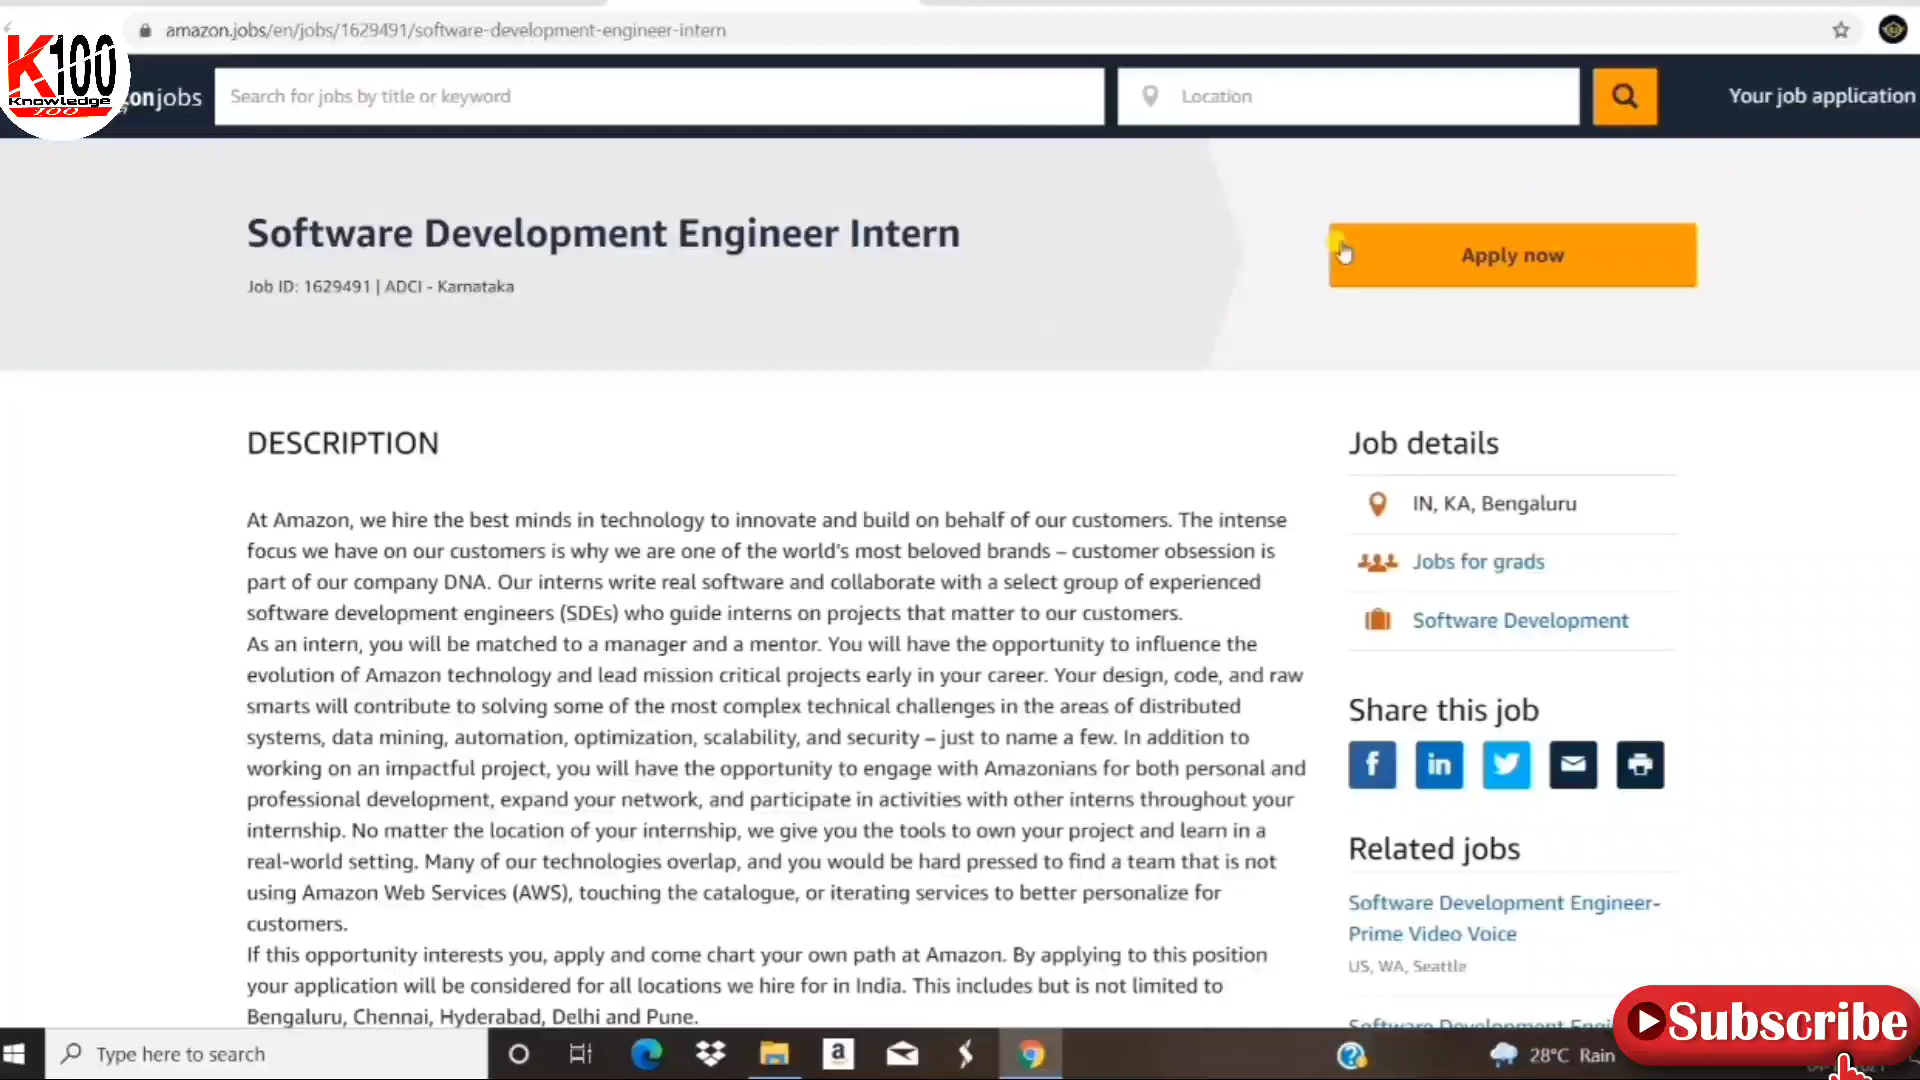 amazon.jobs/en/jobs/1629491/software-development-engineer-intern
K100
Knowledge
100
onjobs
Search for jobs by title or keyword
Location
Your job application
Software Development Engineer Intern
Job ID: 1629491 | ADCI - Karnataka
Apply now
DESCRIPTION
At Amazon, we hire the best minds in technology to innovate and build on behalf of our customers. The intense
focus we have on our customers is why we are one of the world's most beloved brands – customer obsession is
part of our company DNA. Our interns write real software and collaborate with a select group of experienced
software development engineers (SDEs) who guide interns on projects that matter to our customers.
As an intern, you will be matched to a manager and a mentor. You will have the opportunity to influence the
evolution of Amazon technology and lead mission critical projects early in your career. Your design, code, and raw
smarts will contribute to solving some of the most complex technical challenges in the areas of distributed
systems, data mining, automation, optimization, scalability, and security – just to name a few. In addition to
working on an impactful project, you will have the opportunity to engage with Amazonians for both personal and
professional development, expand your network, and participate in activities with other interns throughout your
internship. No matter the location of your internship, we give you the tools to own your project and learn in a
real-world setting. Many of our technologies overlap, and you would be hard pressed to find a team that is not
using Amazon Web Services (AWS), touching the catalogue, or iterating services to better personalize for
customers.
If this opportunity interests you, apply and come chart your own path at Amazon. By applying to this position
your application will be considered for all locations we hire for in India. This includes but is not limited to
Bengaluru, Chennai, Hyderabad, Delhi and Pune.
Job details
IN, KA, Bengaluru
Jobs for grads
Software Development
Share this job
Related jobs
Software Development Engineer-
Prime Video Voice
US, WA, Seattle
Software Development
Subscribe
Type here to search
28°C Rain